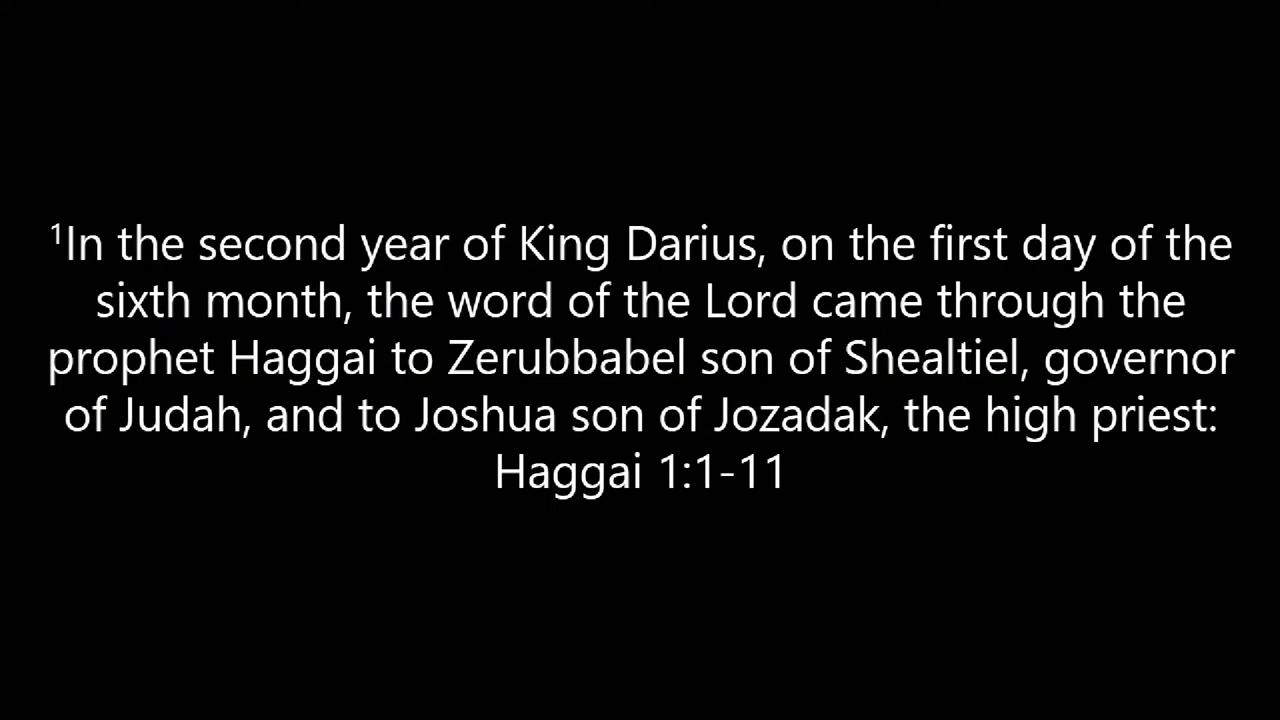 ¹In the second year of King Darius, on the first day of the
sixth month, the word of the Lord came through the
prophet Haggai to Zerubbabel son of Shealtiel, governor
of Judah, and to Joshua son of Jozadak, the high priest:
Haggai 1:1-11